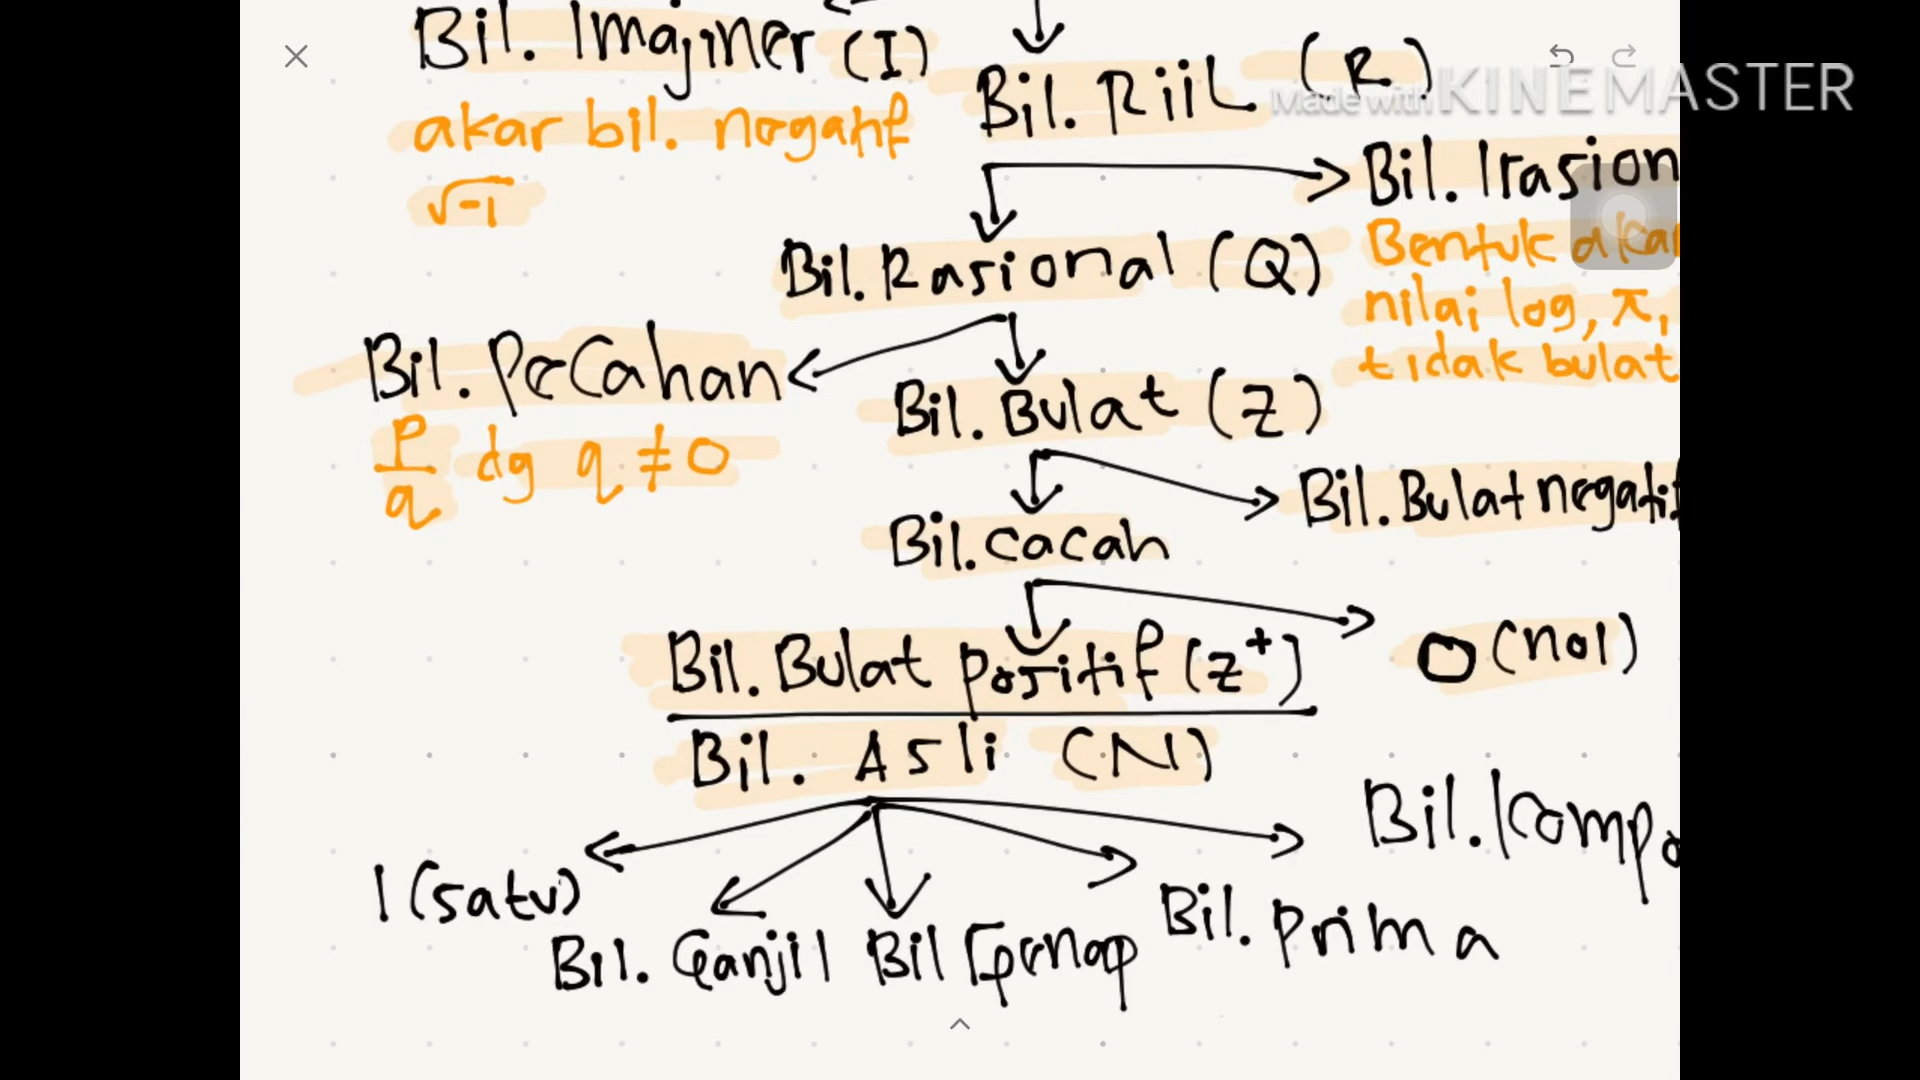 Bil. Imajiner (I)
akar bil. negatif
√-1
Bil. Riil (R)
Made with KINEMASTER
Bil. Irasion
Bentuk akar
nilai log, π,
tidak bulat
Bil. Rasional (Q)
Bil. Pecahan
p/q dg q ≠ 0
Bil. Bulat (Z)
Bil. Bulat negatif
Bil. cacah
Bil. Bulat positif (Z⁺)
0 (nol)
Bil. Asli (N)
1 (satu)
Bil. Ganjil
Bil Genap
Bil. Prima
Bil. Kompo